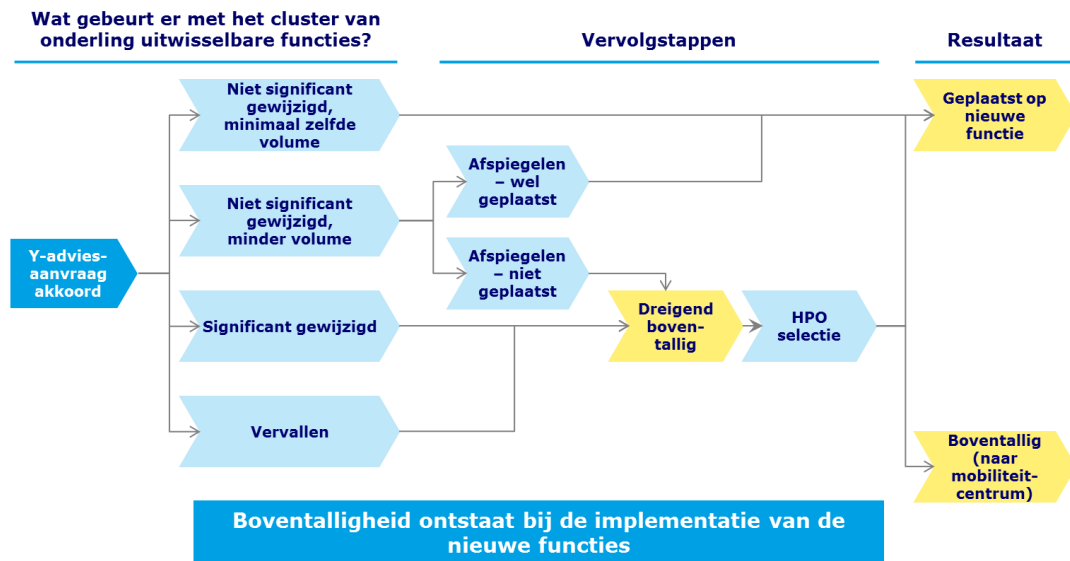 Wat gebeurt er met het cluster van
onderling uitwisselbare functies?
Vervolgstappen
Resultaat
Niet significant
gewijzigd,
minimaal zelfde
volume
Geplaatst op
nieuwe
functie
Afspiegelen
– wel
geplaatst
Niet significant
gewijzigd,
minder volume
Y-advies-
aanvraag
akkoord
Afspiegelen
– niet
geplaatst
Significant gewijzigd
Dreigend
boven-
tallig
HPO
selectie
Vervallen
Boventallig
(naar
mobiliteit-
centrum)
Boventalligheid ontstaat bij de implementatie van de
nieuwe functies